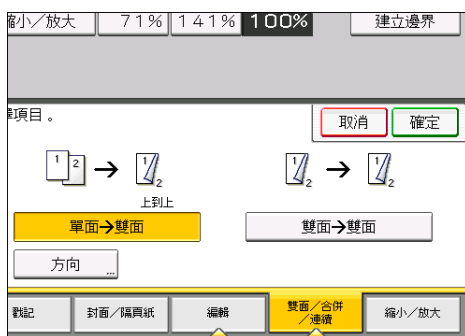 縮小／放大 71% 141% 100% 建立邊界
選項目。
取消 確定
1 2 1/2 1/2 1/2
上到上
單面→雙面 雙面→雙面
方向 ...
戳記 封面／隔頁紙 編輯 雙面／合併
／連續 縮小／放大